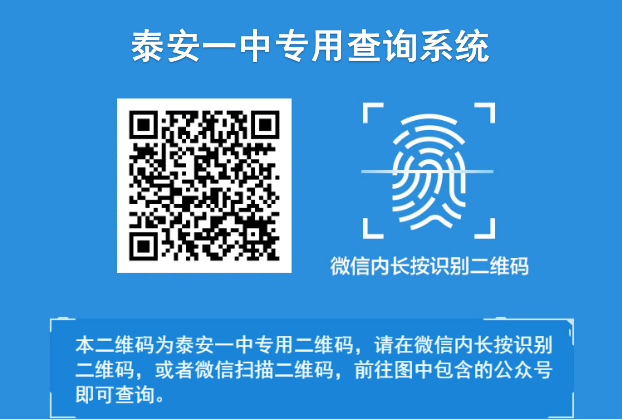 泰安一中专用查询系统
微信内长按识别二维码
本二维码为泰安一中专用二维码，请在微信内长按识别
二维码，或者微信扫描二维码，前往图中包含的公众号
即可查询。